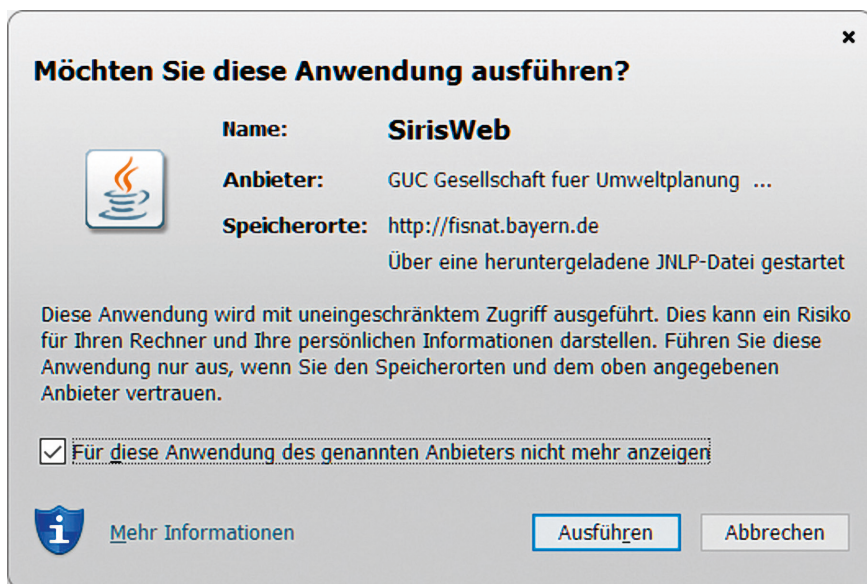 Möchten Sie diese Anwendung ausführen?
Name: SirisWeb
Anbieter: GUC Gesellschaft fuer Umweltplanung ...
Speicherorte: http://fisnat.bayern.de
Über eine heruntergeladene JNLP-Datei gestartet
Diese Anwendung wird mit uneingeschränktem Zugriff ausgeführt. Dies kann ein Risiko
für Ihren Rechner und Ihre persönlichen Informationen darstellen. Führen Sie diese
Anwendung nur aus, wenn Sie den Speicherorten und dem oben angegebenen
Anbieter vertrauen.
Für diese Anwendung des genannten Anbieters nicht mehr anzeigen
Mehr Informationen
Ausführen Abbrechen